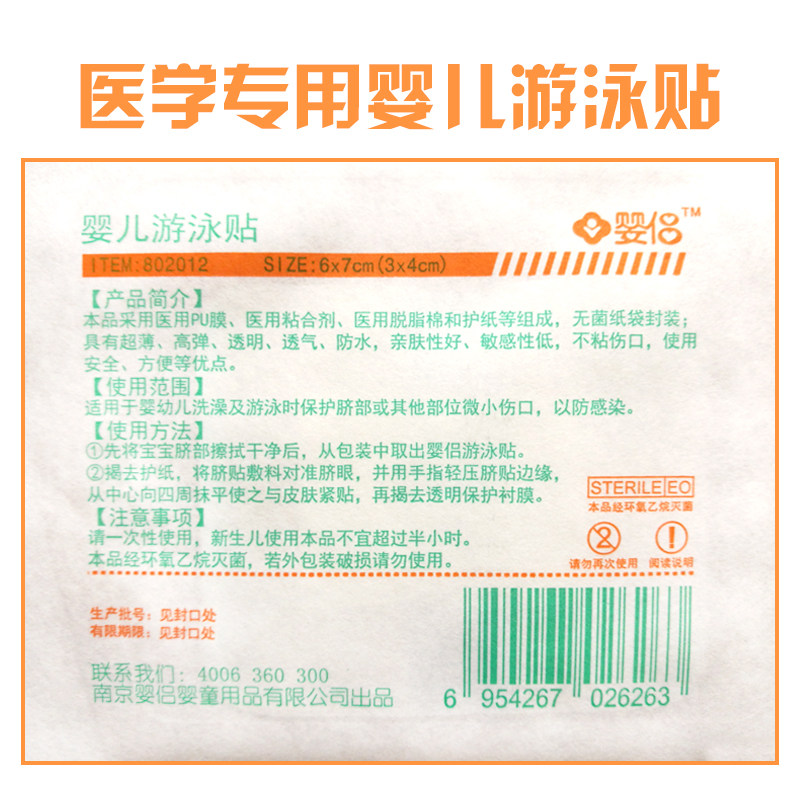 医学专用婴儿游泳贴
婴儿游泳贴
婴侣™
ITEM:802012 SIZE:6x7cm(3x4cm)
【产品简介】
本品采用医用PU膜、医用粘合剂、医用脱脂棉和护纸等组成，无菌纸袋封装；
具有超薄、高弹、透明、透气、防水，亲肤性好、敏感性低，不粘伤口，使用
安全、方便等优点。
【使用范围】
适用于婴幼儿洗澡及游泳时保护脐部或其他部位微小伤口，以防感染。
【使用方法】
①先将宝宝脐部擦拭干净后，从包装中取出婴侣游泳贴。
②揭去护纸，将脐贴敷料对准脐眼，并用手指轻压脐贴边缘，
从中心向四周抹平使之与皮肤紧贴，再揭去透明保护衬膜。
STERILE EO
本品经环氧乙烷灭菌
【注意事项】
请一次性使用，新生儿使用本品不宜超过半小时。
本品经环氧乙烷灭菌，若外包装破损请勿使用。
2
!
请勿再次使用 阅读说明
生产批号：见封口处
有限期限：见封口处
联系我们：4006 360 300
南京婴侣婴童用品有限公司出品
6 954267 026263